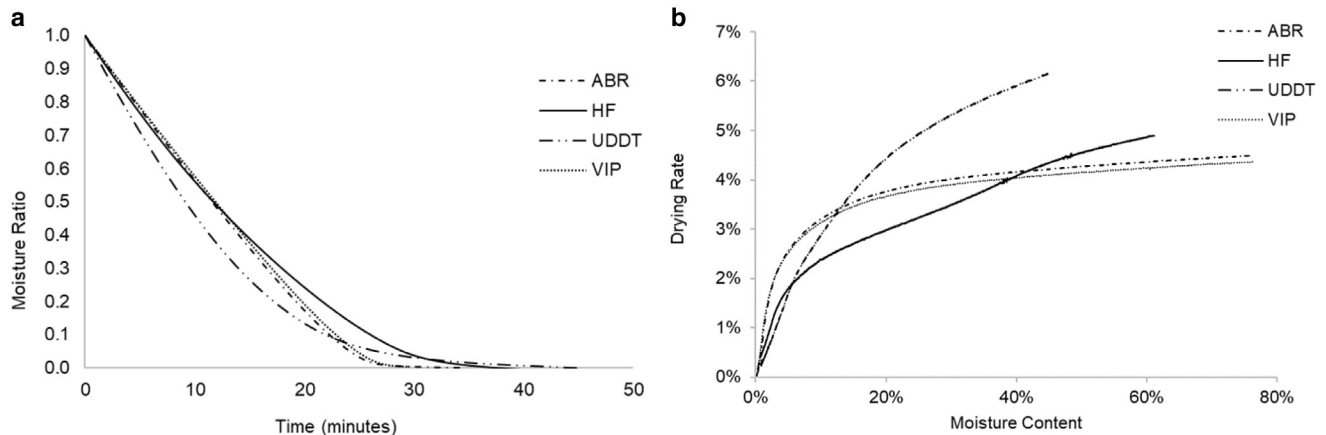 a
1.0
0.9
0.8
0.7
0.6
0.5
0.4
0.3
0.2
0.1
0.0
Moisture Ratio
0 10 20 30 40 50
Time (minutes)
ABR
HF
UDDT
VIP
b
7%
6%
5%
4%
3%
2%
1%
0%
Drying Rate
0% 20% 40% 60% 80%
Moisture Content
ABR
HF
UDDT
VIP